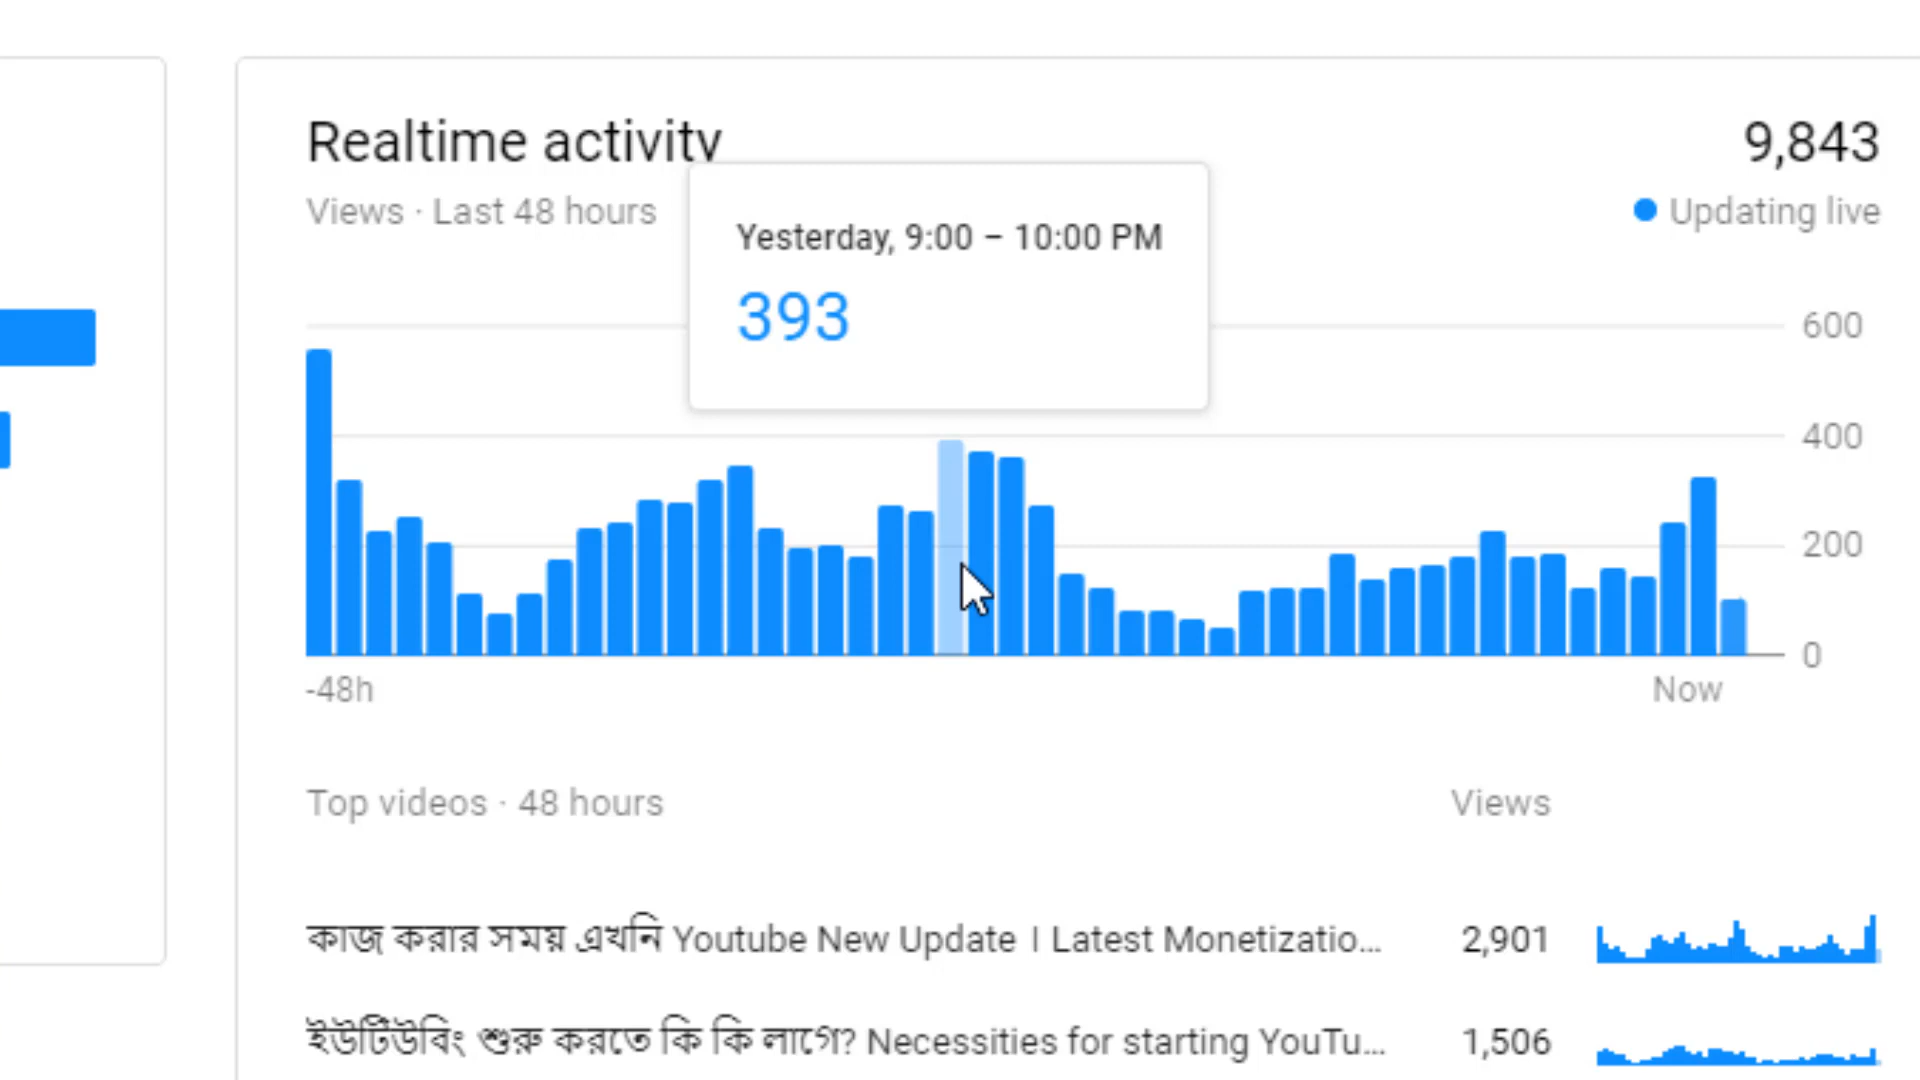 Realtime activity
9,843
Views · Last 48 hours
Updating live
Yesterday, 9:00 – 10:00 PM
393
600
400
200
0
-48h
Now
Top videos · 48 hours
Views
কাজ করার সময় এখনি Youtube New Update । Latest Monetizatio...
2,901
ইউটিউবিং শুরু করতে কি কি লাগে? Necessities for starting YouTu...
1,506